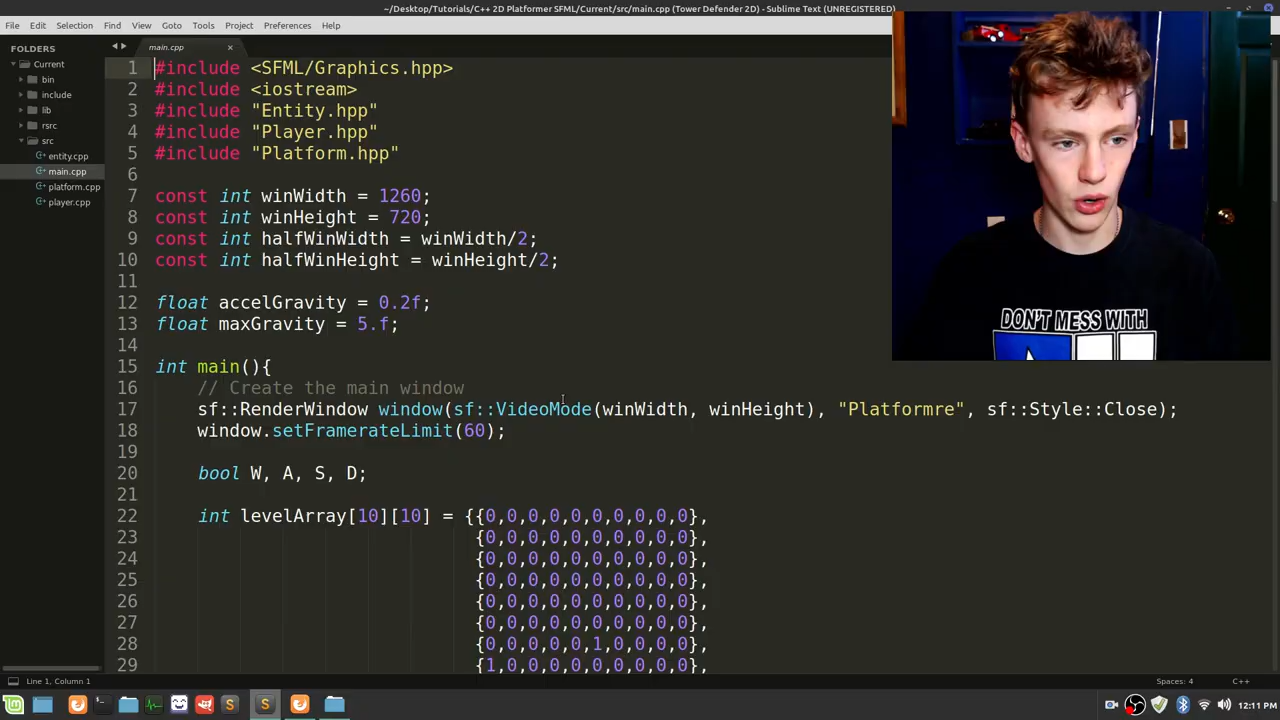 ~/Desktop/Tutorials/C++ 2D Platformer SFML/Current/src/main.cpp (Tower Defender 2D) - Sublime Text (UNREGISTERED)
File Edit Selection Find View Goto Tools Project Preferences Help
FOLDERS
Current
bin
include
lib
rsrc
src
entity.cpp
main.cpp
platform.cpp
player.cpp
main.cpp
1 #include <SFML/Graphics.hpp>
2 #include <iostream>
3 #include "Entity.hpp"
4 #include "Player.hpp"
5 #include "Platform.hpp"
6
7 const int winWidth = 1260;
8 const int winHeight = 720;
9 const int halfWinWidth = winWidth/2;
10 const int halfWinHeight = winHeight/2;
11
12 float accelGravity = 0.2f;
13 float maxGravity = 5.f;
14
15 int main(){
16 // Create the main window
17 sf::RenderWindow window(sf::VideoMode(winWidth, winHeight), "Platformre", sf::Style::Close);
18 window.setFramerateLimit(60);
19
20 bool W, A, S, D;
21
22 int levelArray[10][10] = {{0,0,0,0,0,0,0,0,0,0},
23 {0,0,0,0,0,0,0,0,0,0},
24 {0,0,0,0,0,0,0,0,0,0},
25 {0,0,0,0,0,0,0,0,0,0},
26 {0,0,0,0,0,0,0,0,0,0},
27 {0,0,0,0,0,0,0,0,0,0},
28 {0,0,0,0,0,1,0,0,0,0},
29 {1,0,0,0,0,0,0,0,0,0},
DON'T MESS WITH
Line 1, Column 1
Spaces: 4
C++
12:11 PM